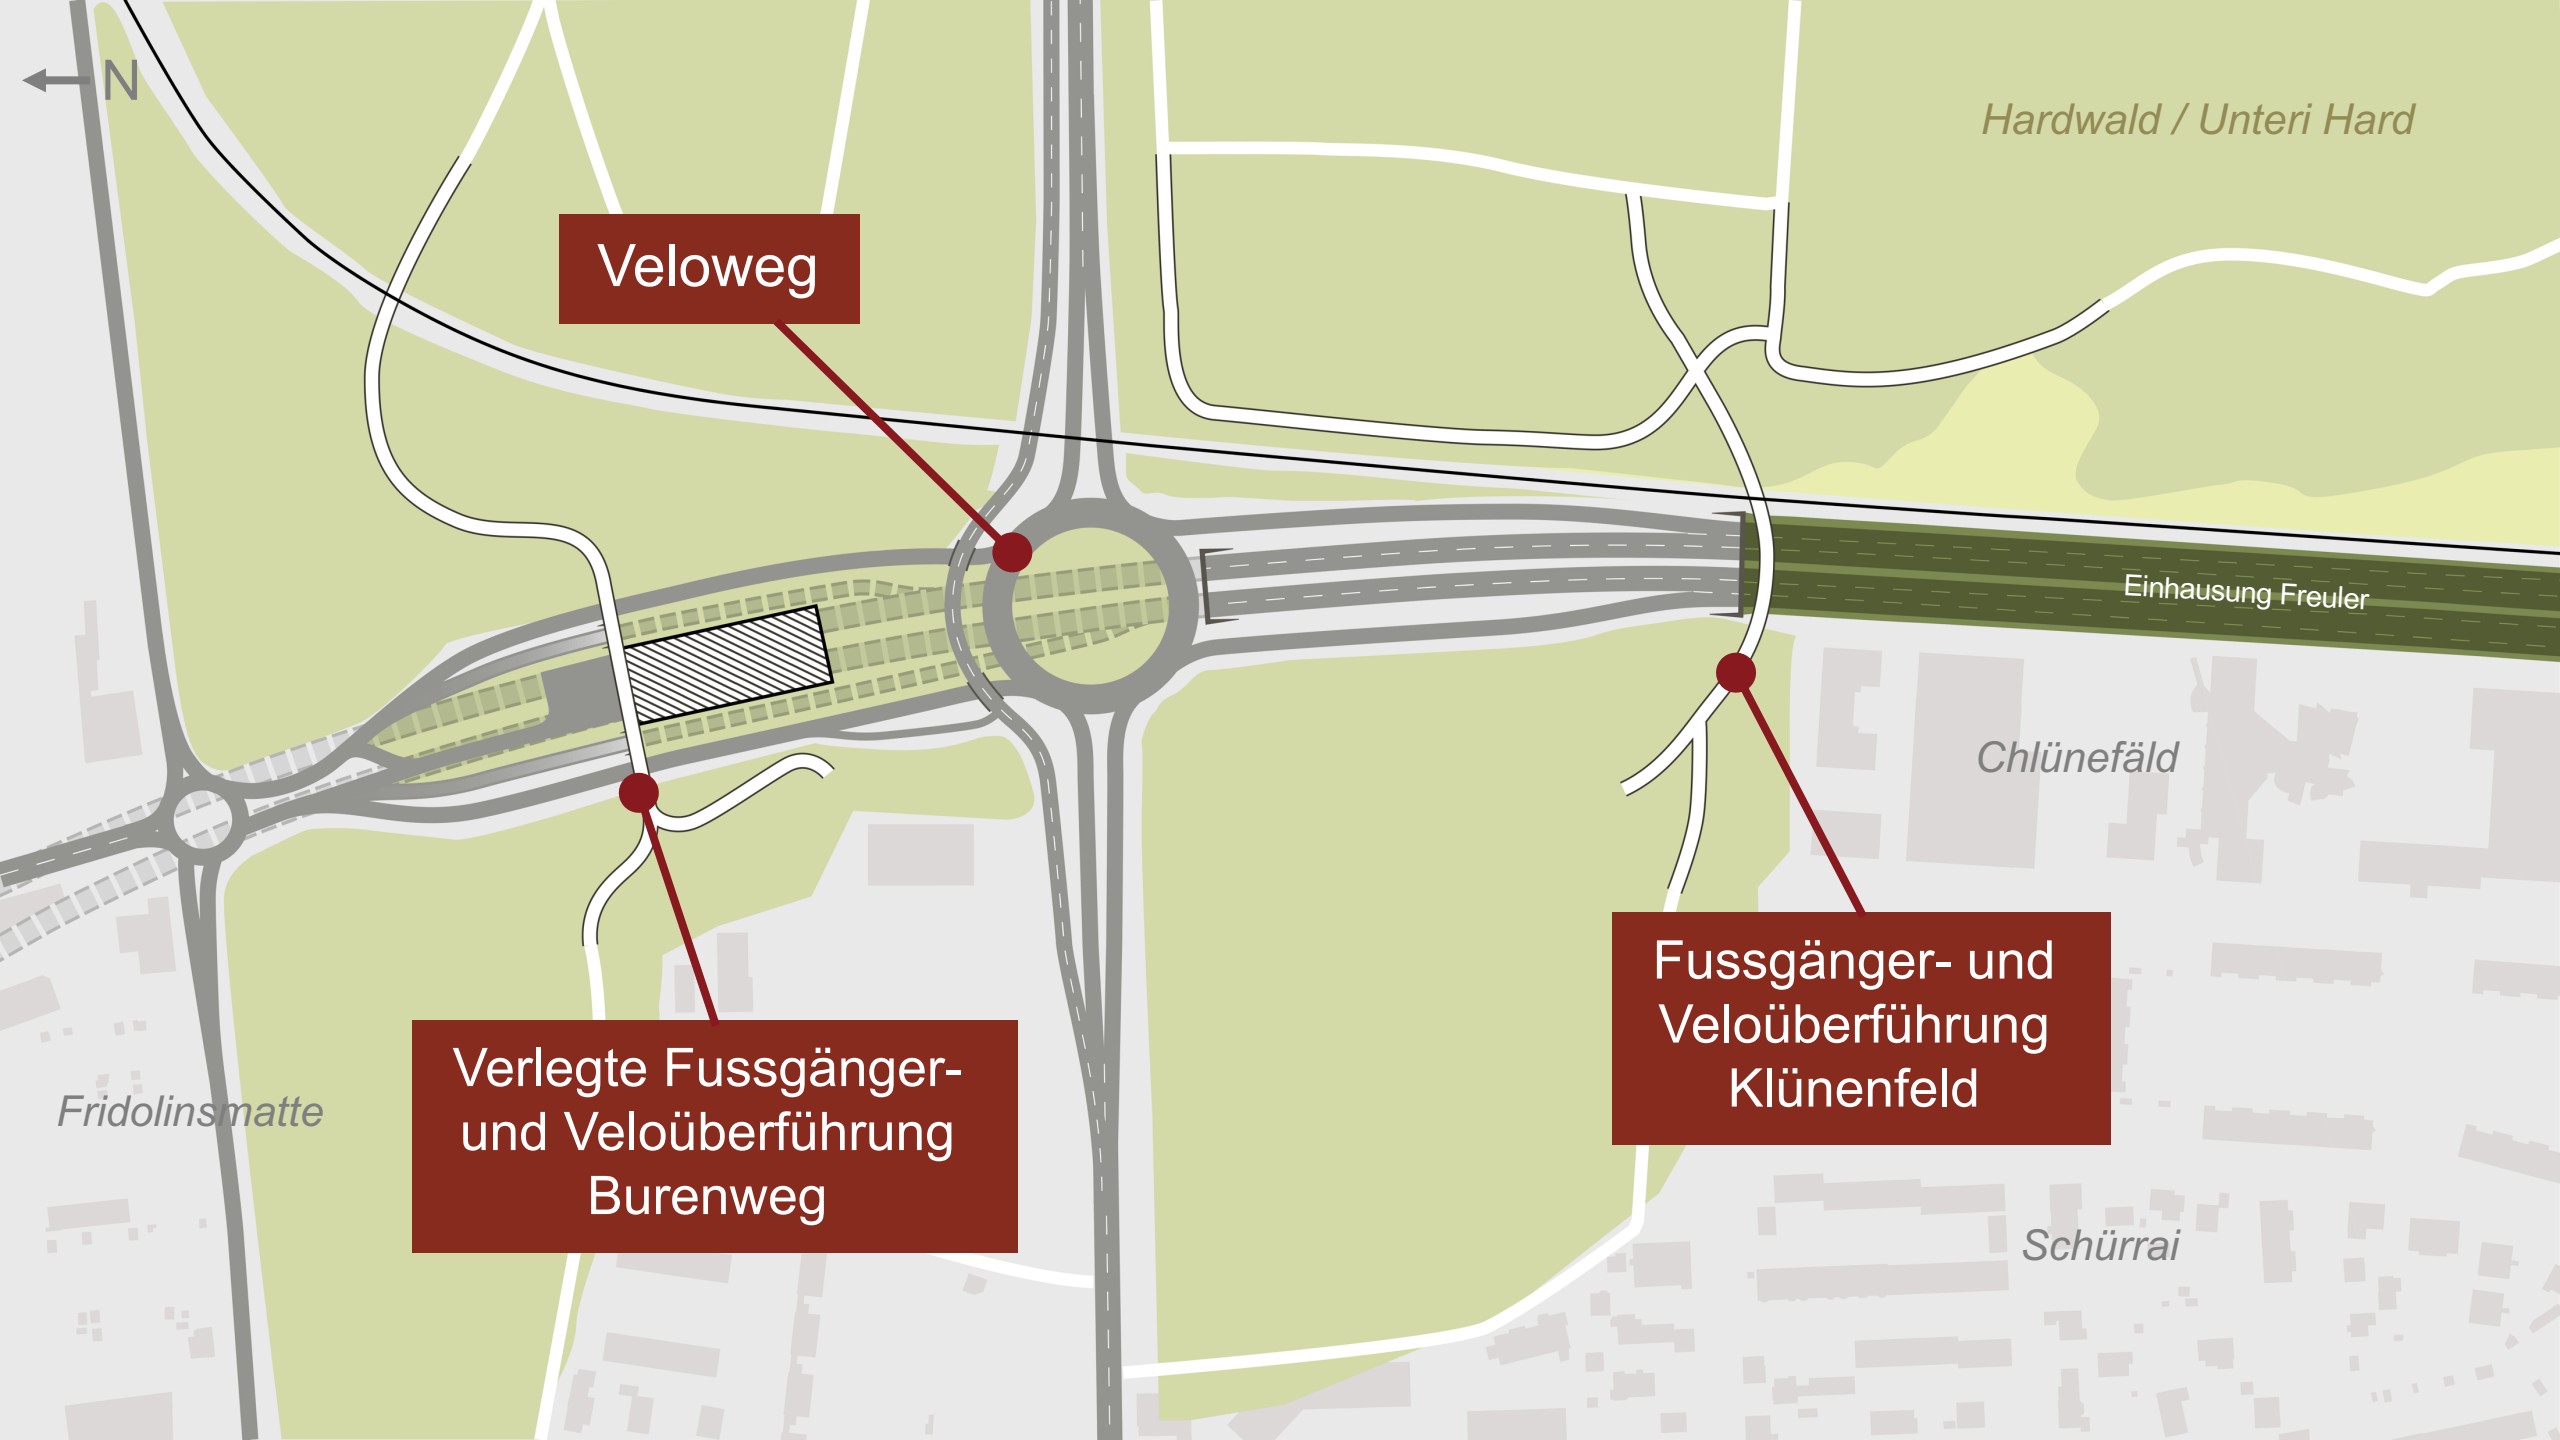 N
Hardwald / Unteri Hard
Veloweg
Einhausung Freuler
Chlünefäld
Fussgänger- und
Veloüberführung
Klünenfeld
Verlegte Fussgänger-
und Veloüberführung
Burenweg
Fridolinsmatte
Schürrai